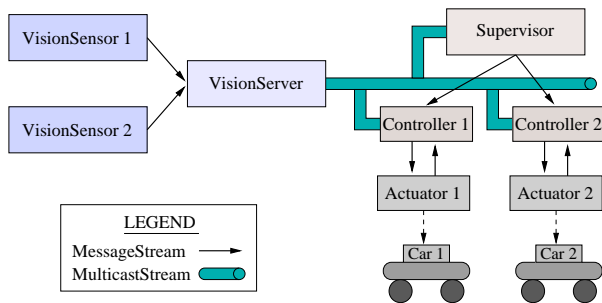 VisionSensor 1
Supervisor
VisionServer
VisionSensor 2
Controller 1
Controller 2
Actuator 1
Actuator 2
LEGEND
MessageStream
MulticastStream
Car 1
Car 2